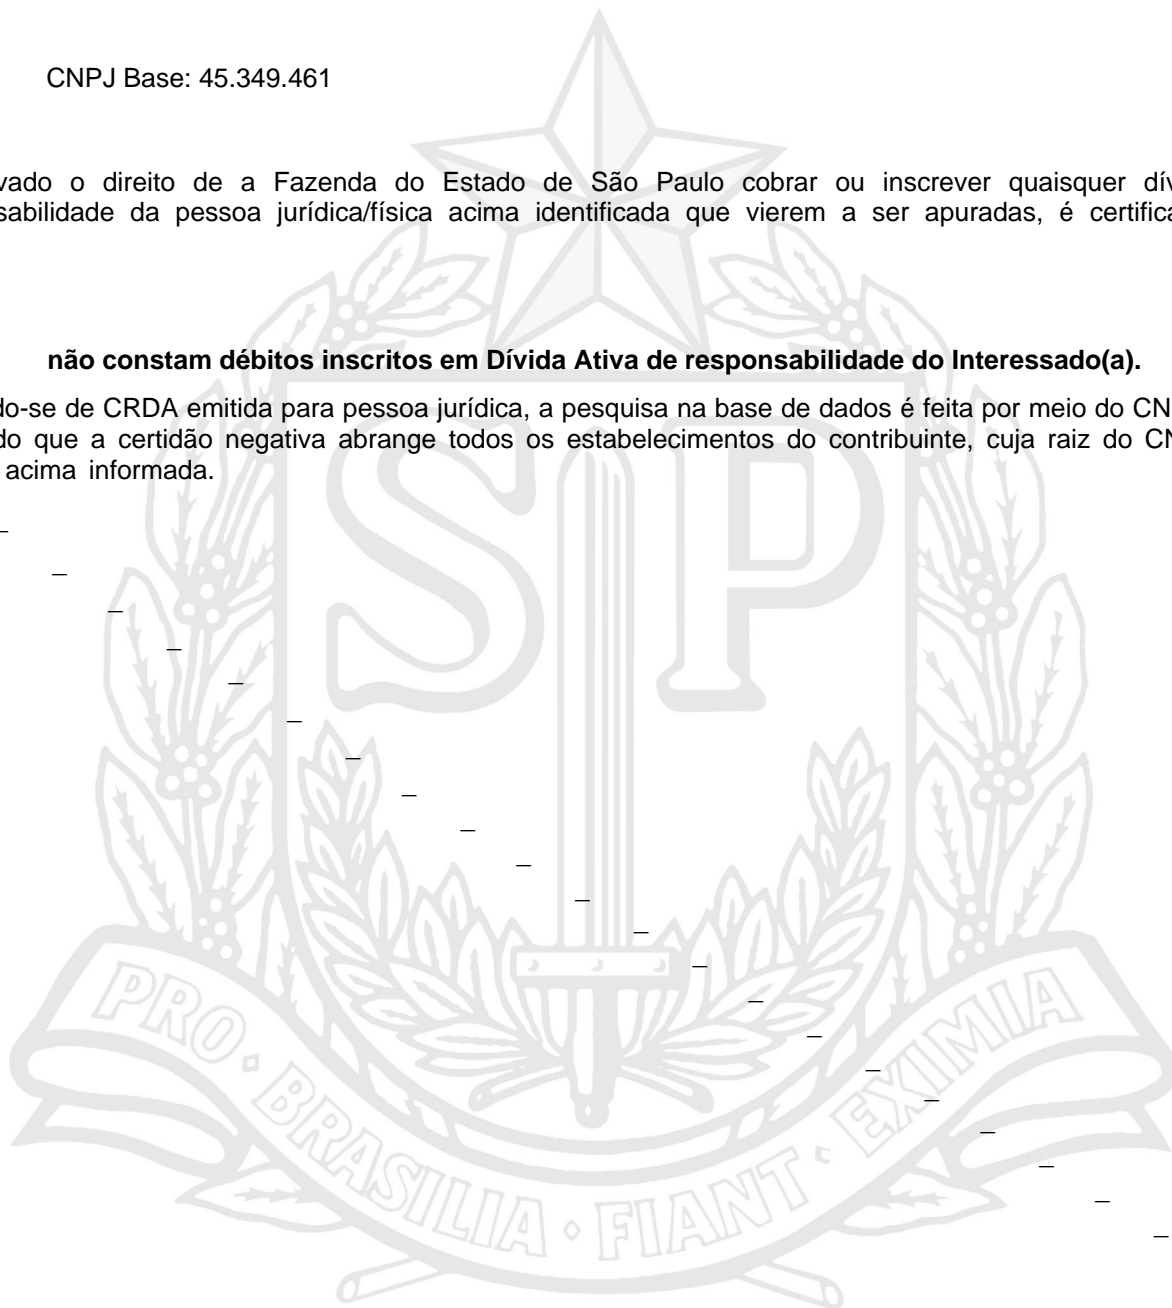 CNPJ Base: 45.349.461
vado o direito de a Fazenda do Estado de São Paulo cobrar ou inscrever quaisquer dív
sabilidade da pessoa jurídica/física acima identificada que vierem a ser apuradas, é certifica
não constam débitos inscritos em Dívida Ativa de responsabilidade do Interessado(a).
do-se de CRDA emitida para pessoa jurídica, a pesquisa na base de dados é feita por meio do CN
do que a certidão negativa abrange todos os estabelecimentos do contribuinte, cuja raiz do CN
acima informada.
SP
PRO • BRASILIA • FIANT • EXIMIA